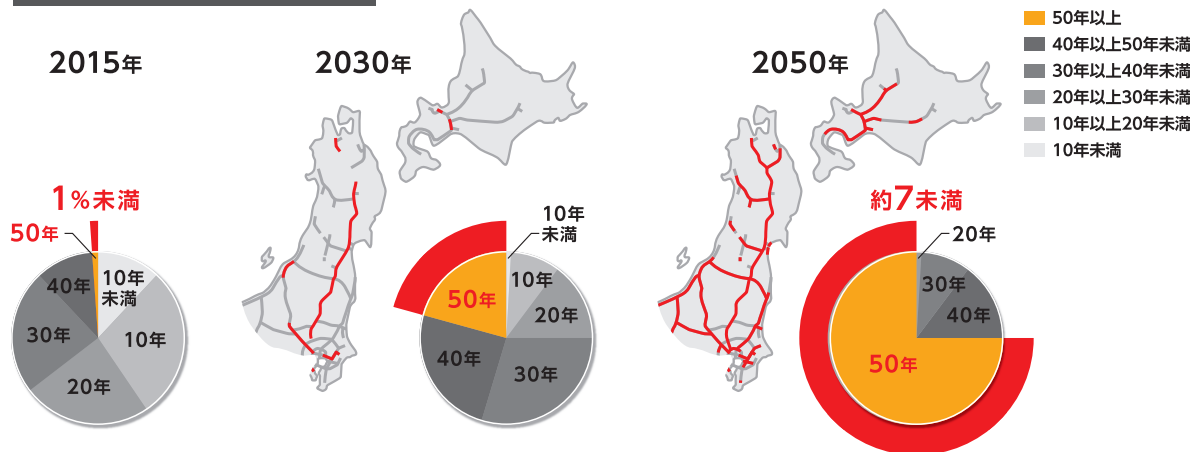 2015年
2030年
2050年
50年以上
40年以上50年未満
30年以上40年未満
20年以上30年未満
10年以上20年未満
10年未満
1%未満
50年
10年
未満
10年
20年
30年
40年
10年
未満
10年
20年
30年
40年
50年
約7未満
20年
30年
40年
50年